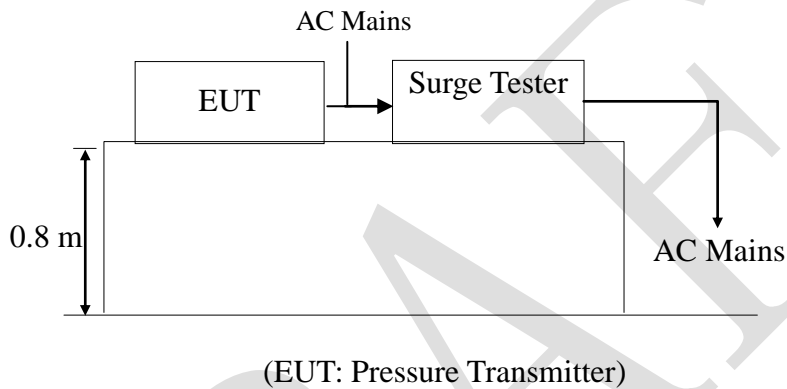 AC Mains
EUT
Surge Tester
0.8 m
AC Mains
(EUT: Pressure Transmitter)